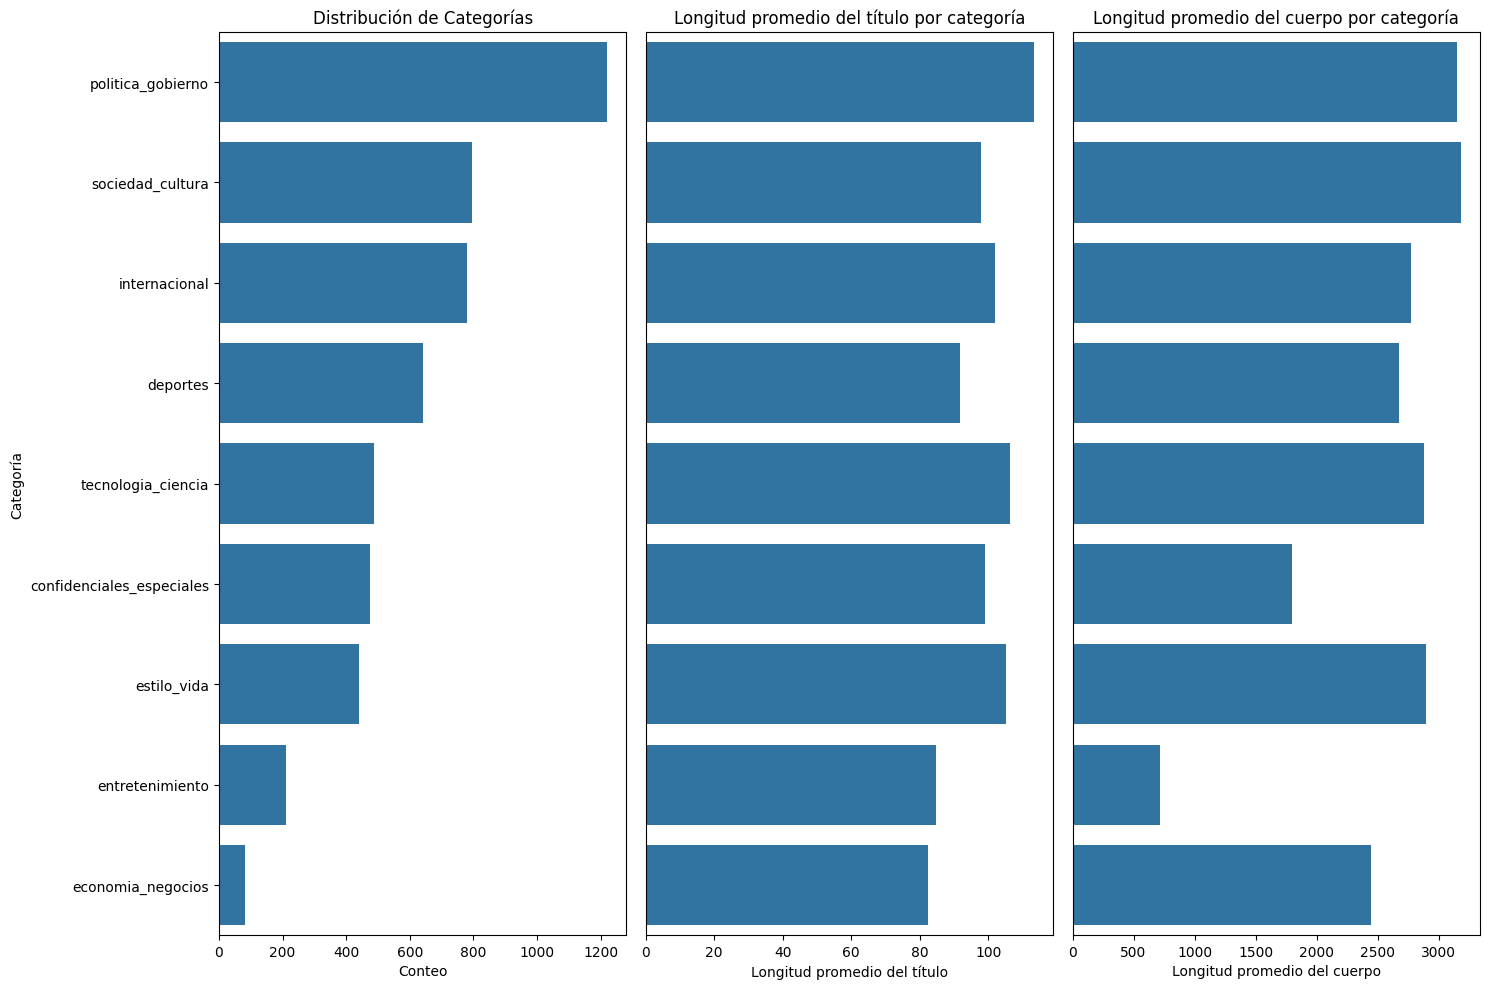 Distribución de Categorías
Longitud promedio del título por categoría
Longitud promedio del cuerpo por categoría
Categoría
politica_gobierno
sociedad_cultura
internacional
deportes
tecnologia_ciencia
confidenciales_especiales
estilo_vida
entretenimiento
economia_negocios
0 200 400 600 800 1000 1200
Conteo
0 20 40 60 80 100
Longitud promedio del título
0 500 1000 1500 2000 2500 3000
Longitud promedio del cuerpo